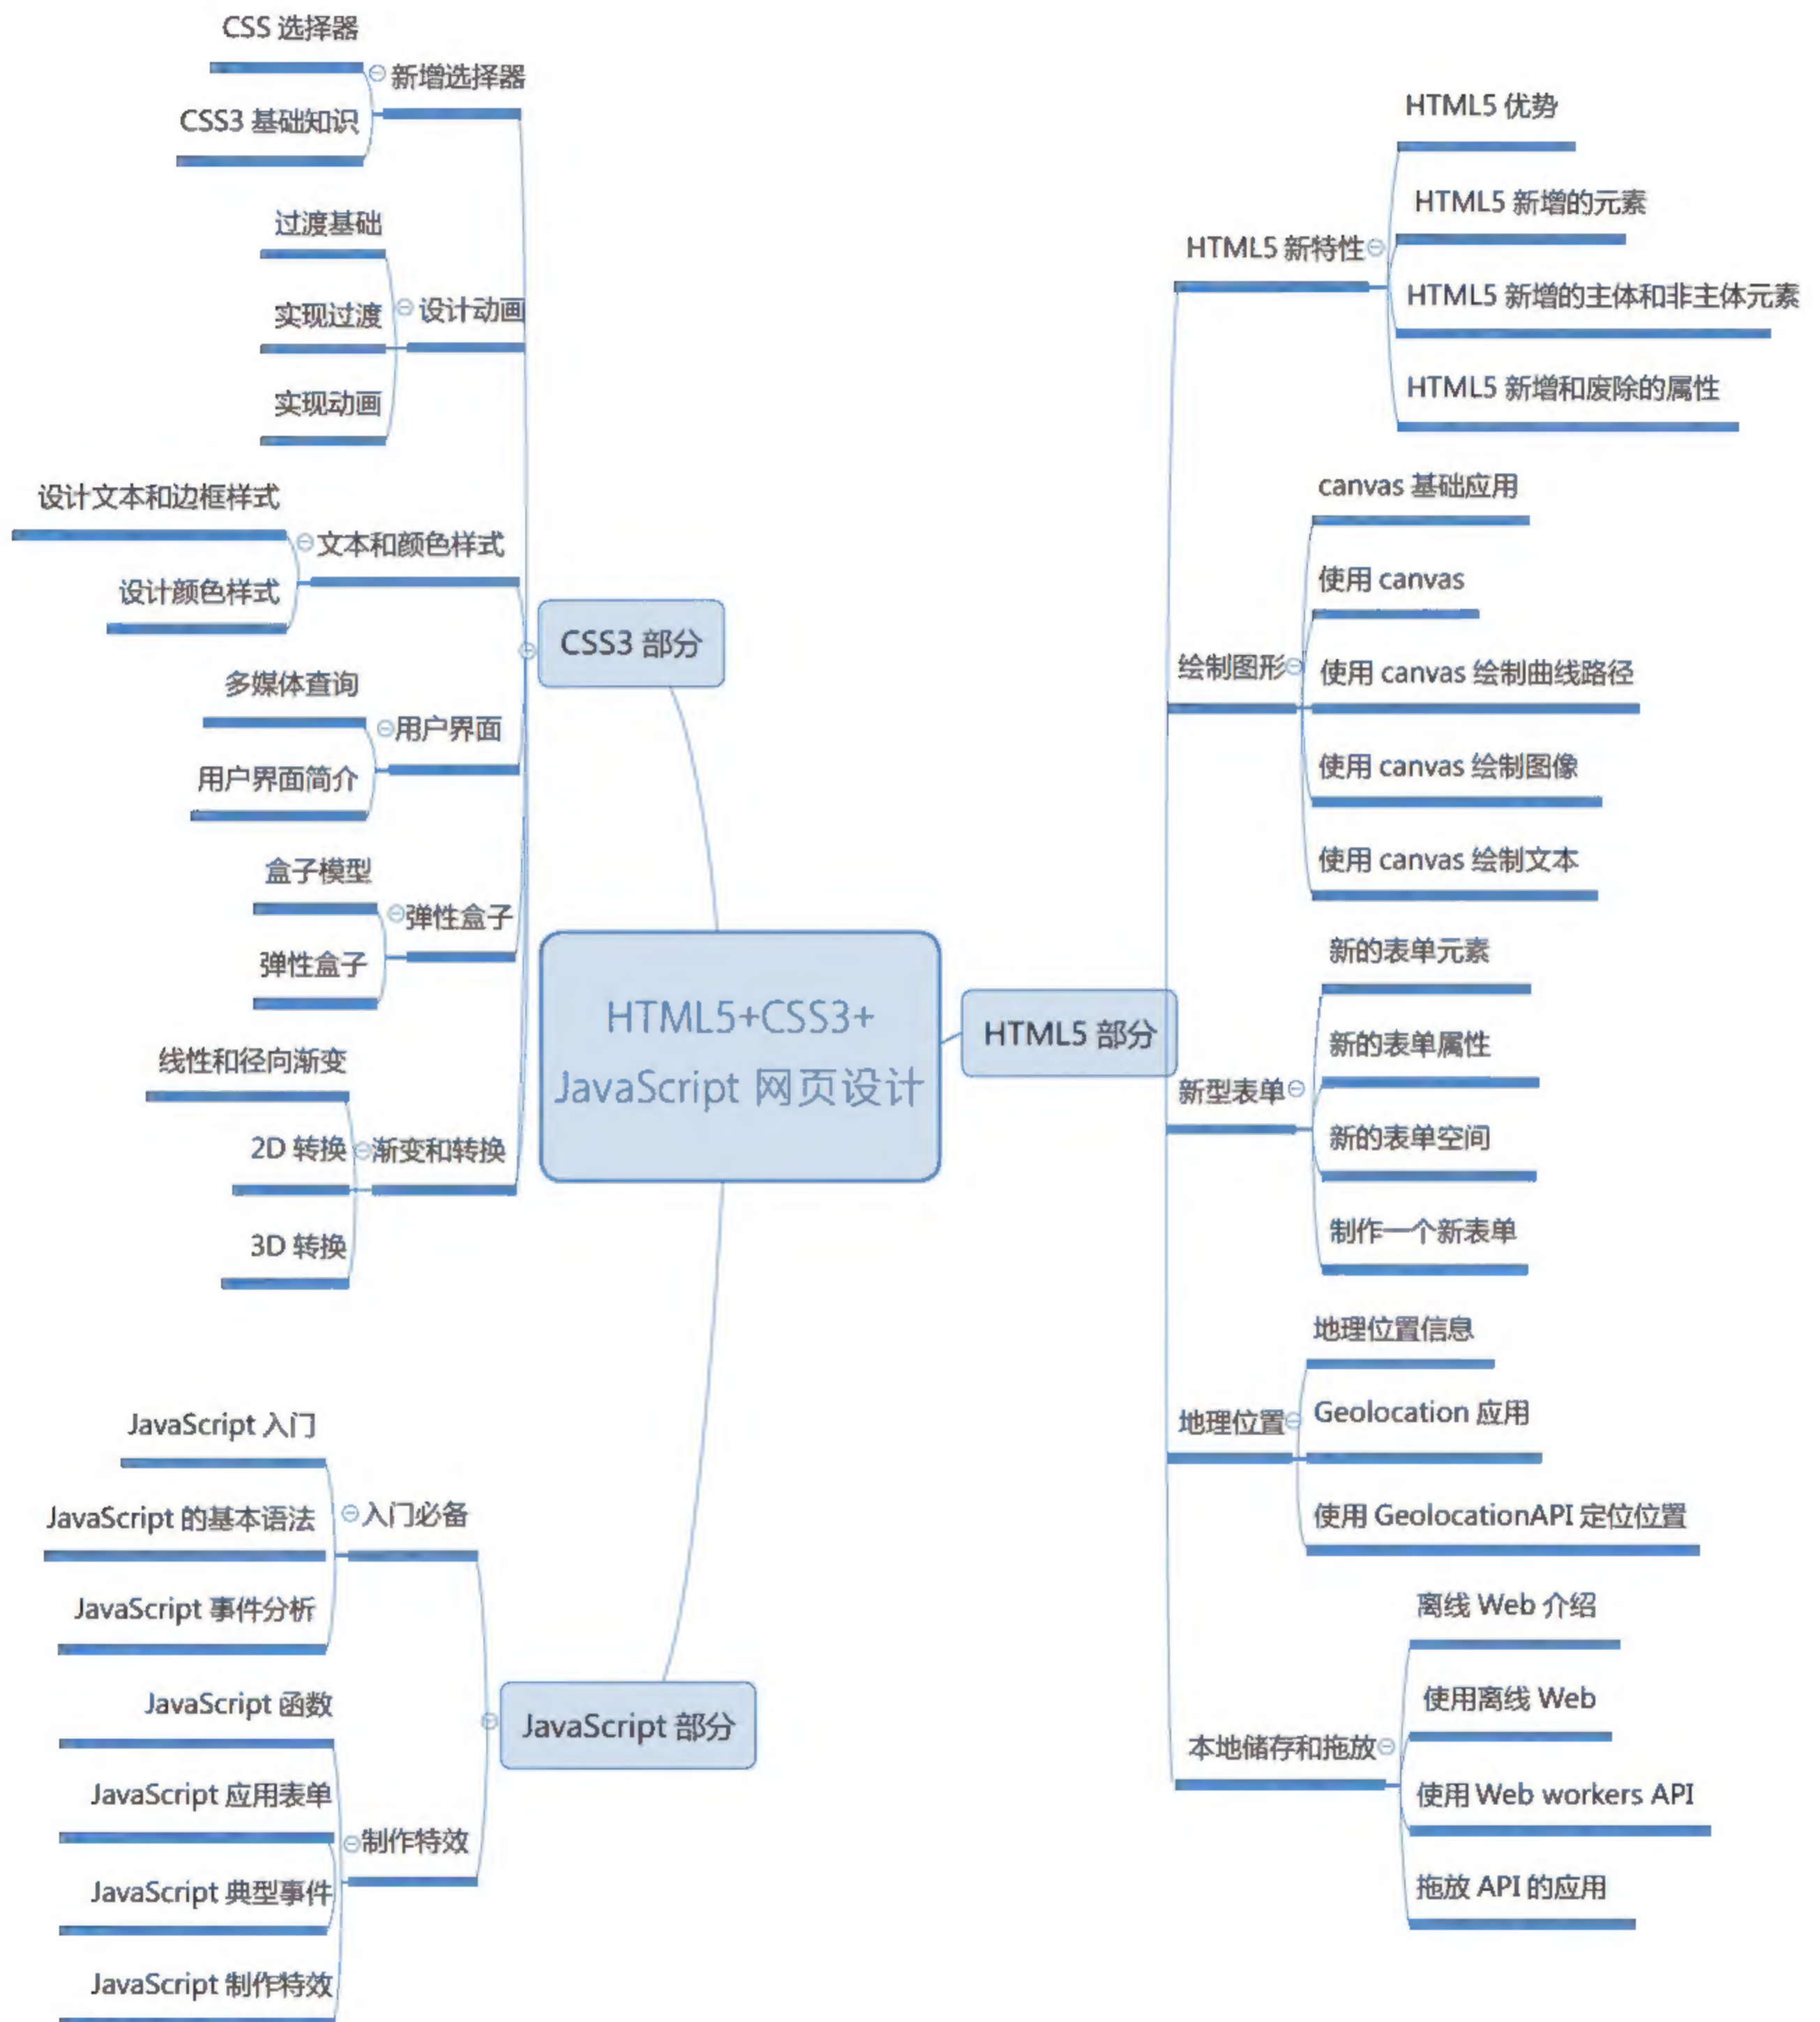 HTML5+CSS3+
JavaScript 网页设计
CSS3 部分
新增选择器
CSS 选择器
CSS3 基础知识
设计动画
过渡基础
实现过渡
实现动画
文本和颜色样式
设计文本和边框样式
设计颜色样式
用户界面
多媒体查询
用户界面简介
弹性盒子
盒子模型
弹性盒子
渐变和转换
线性和径向渐变
2D 转换
3D 转换
HTML5 部分
HTML5 新特性
HTML5 优势
HTML5 新增的元素
HTML5 新增的主体和非主体元素
HTML5 新增和废除的属性
绘制图形
canvas 基础应用
使用 canvas
使用 canvas 绘制曲线路径
使用 canvas 绘制图像
使用 canvas 绘制文本
新型表单
新的表单元素
新的表单属性
新的表单空间
制作一个新表单
地理位置
地理位置信息
Geolocation 应用
使用 GeolocationAPI 定位位置
本地储存和拖放
离线 Web 介绍
使用离线 Web
使用 Web workers API
拖放 API 的应用
JavaScript 部分
入门必备
JavaScript 入门
JavaScript 的基本语法
JavaScript 事件分析
制作特效
JavaScript 函数
JavaScript 应用表单
JavaScript 典型事件
JavaScript 制作特效